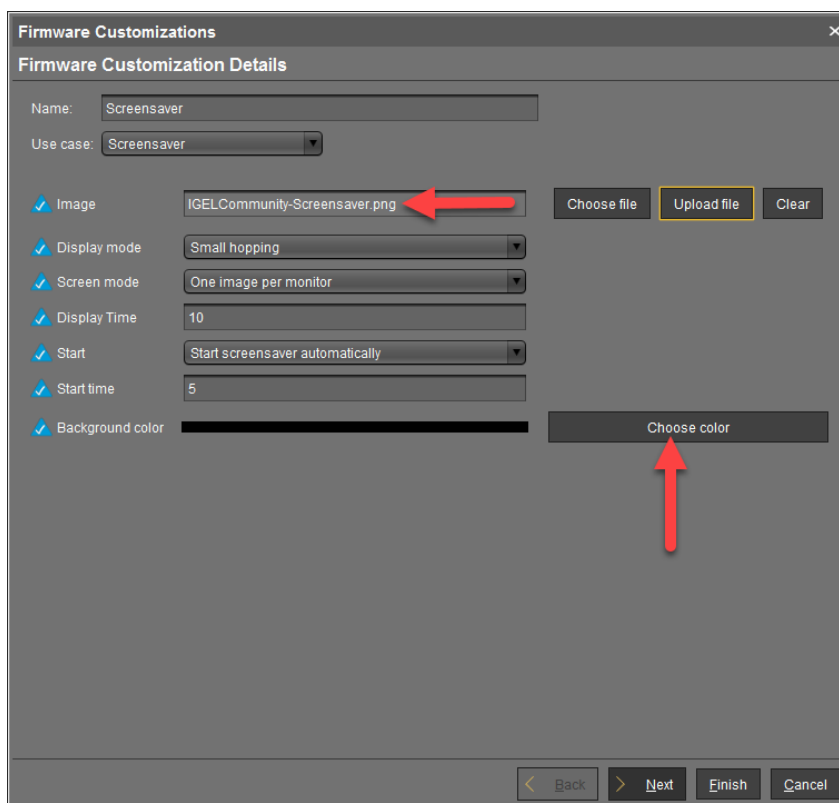 Firmware Customizations
Firmware Customization Details
Name: Screensaver
Use case: Screensaver
Image IGELCommunity-Screensaver.png Choose file Upload file Clear
Display mode Small hopping
Screen mode One image per monitor
Display Time 10
Start Start screensaver automatically
Start time 5
Background color Choose color
Back Next Finish Cancel